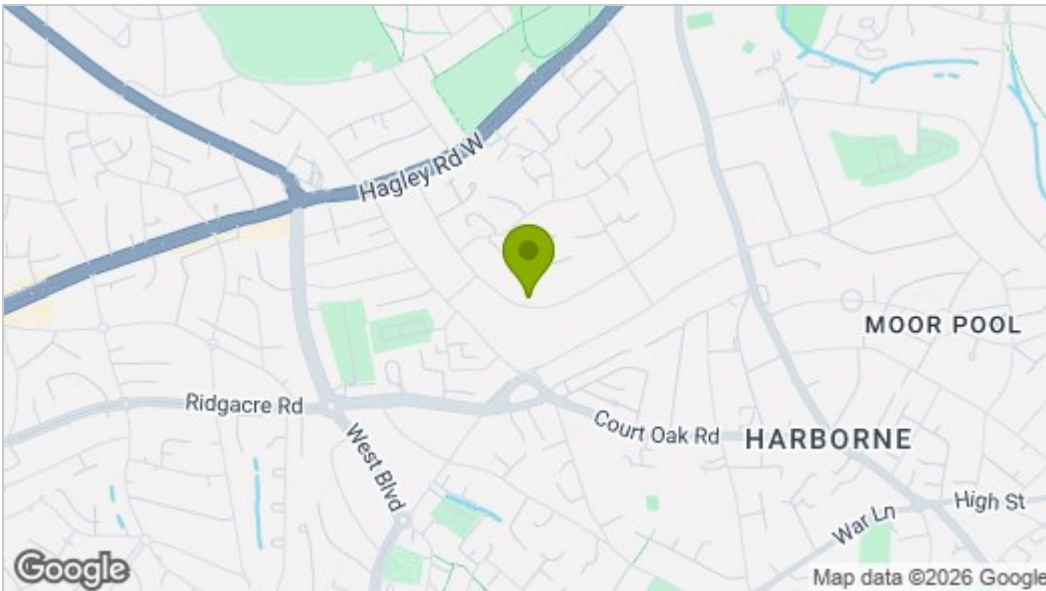 Hagley Rd W
MOOR POOL
Ridgacre Rd
West Blvd
Court Oak Rd
HARBORNE
High St
War Ln
Google
Map data ©2026 Google